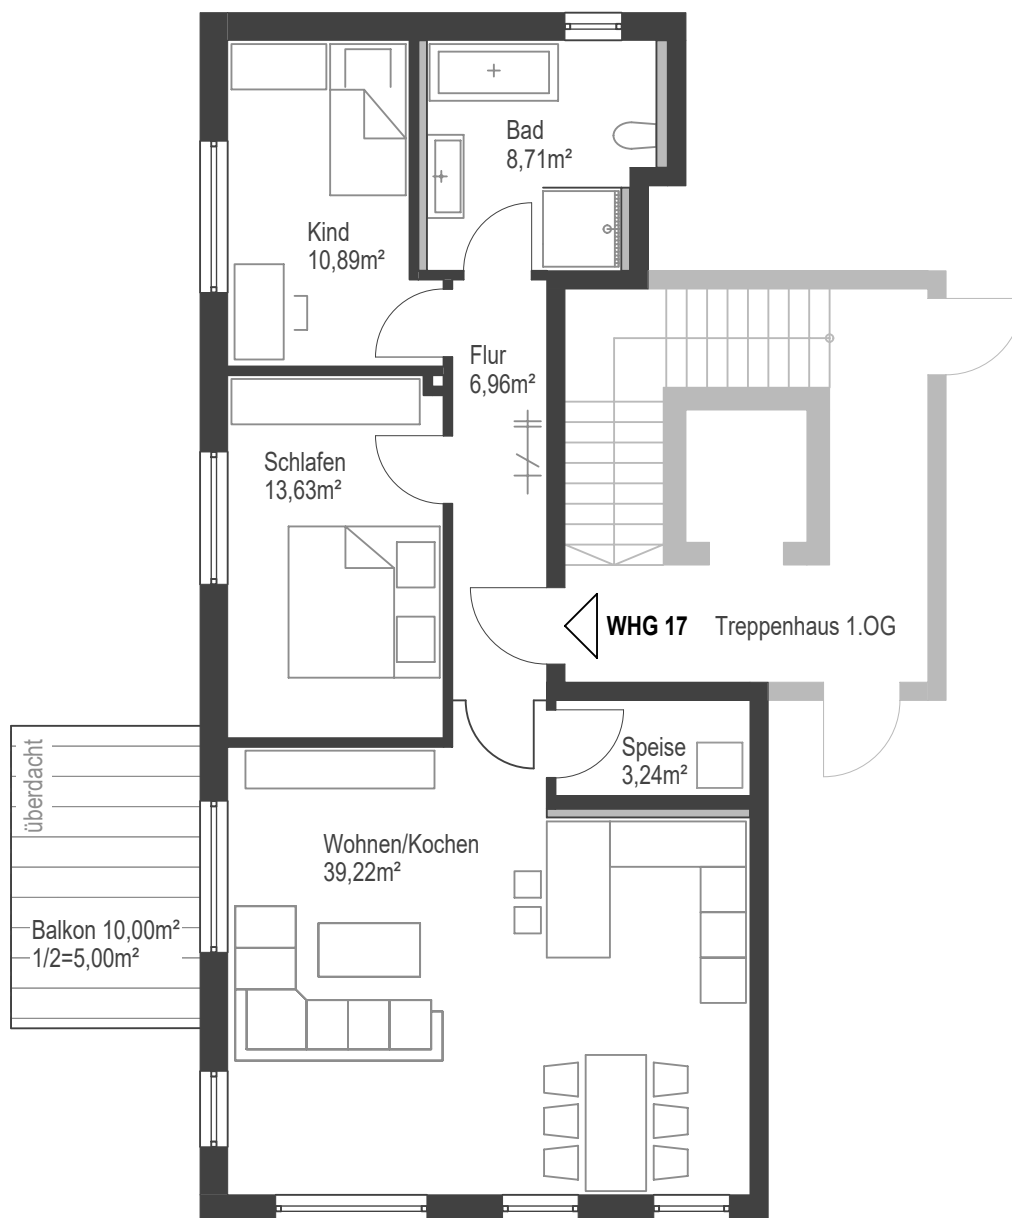 Bad
8,71m²
Kind
10,89m²
Flur
6,96m²
Schlafen
13,63m²
WHG 17 Treppenhaus 1.OG
Speise
3,24m²
überdacht
Wohnen/Kochen
39,22m²
Balkon 10,00m²
1/2=5,00m²